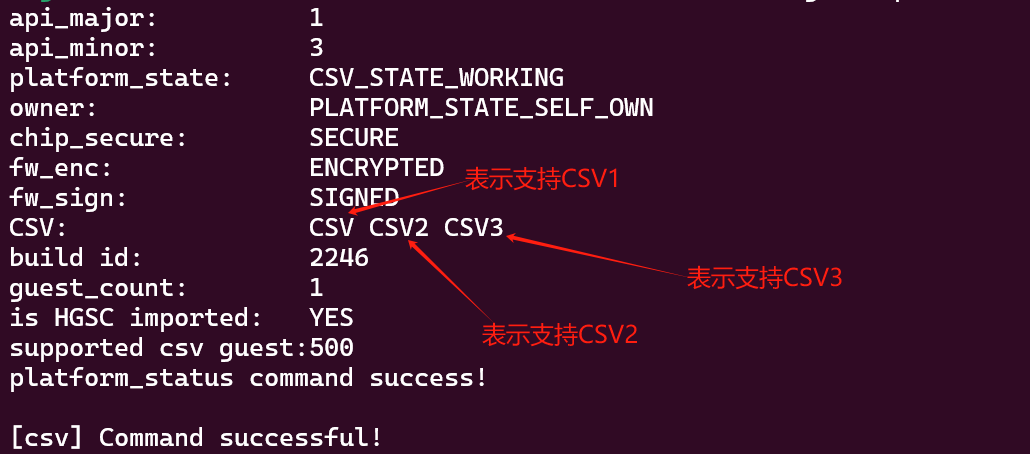 api_major: 1
api_minor: 3
platform_state: CSV_STATE_WORKING
owner: PLATFORM_STATE_SELF_OWN
chip_secure: SECURE
fw_enc: ENCRYPTED
表示支持CSV1
fw_sign: SIGNED
CSV: CSV CSV2 CSV3
build id: 2246
表示支持CSV3
guest_count: 1
is HGSC imported: YES
表示支持CSV2
supported csv guest:500
platform_status command success!
[csv] Command successful!